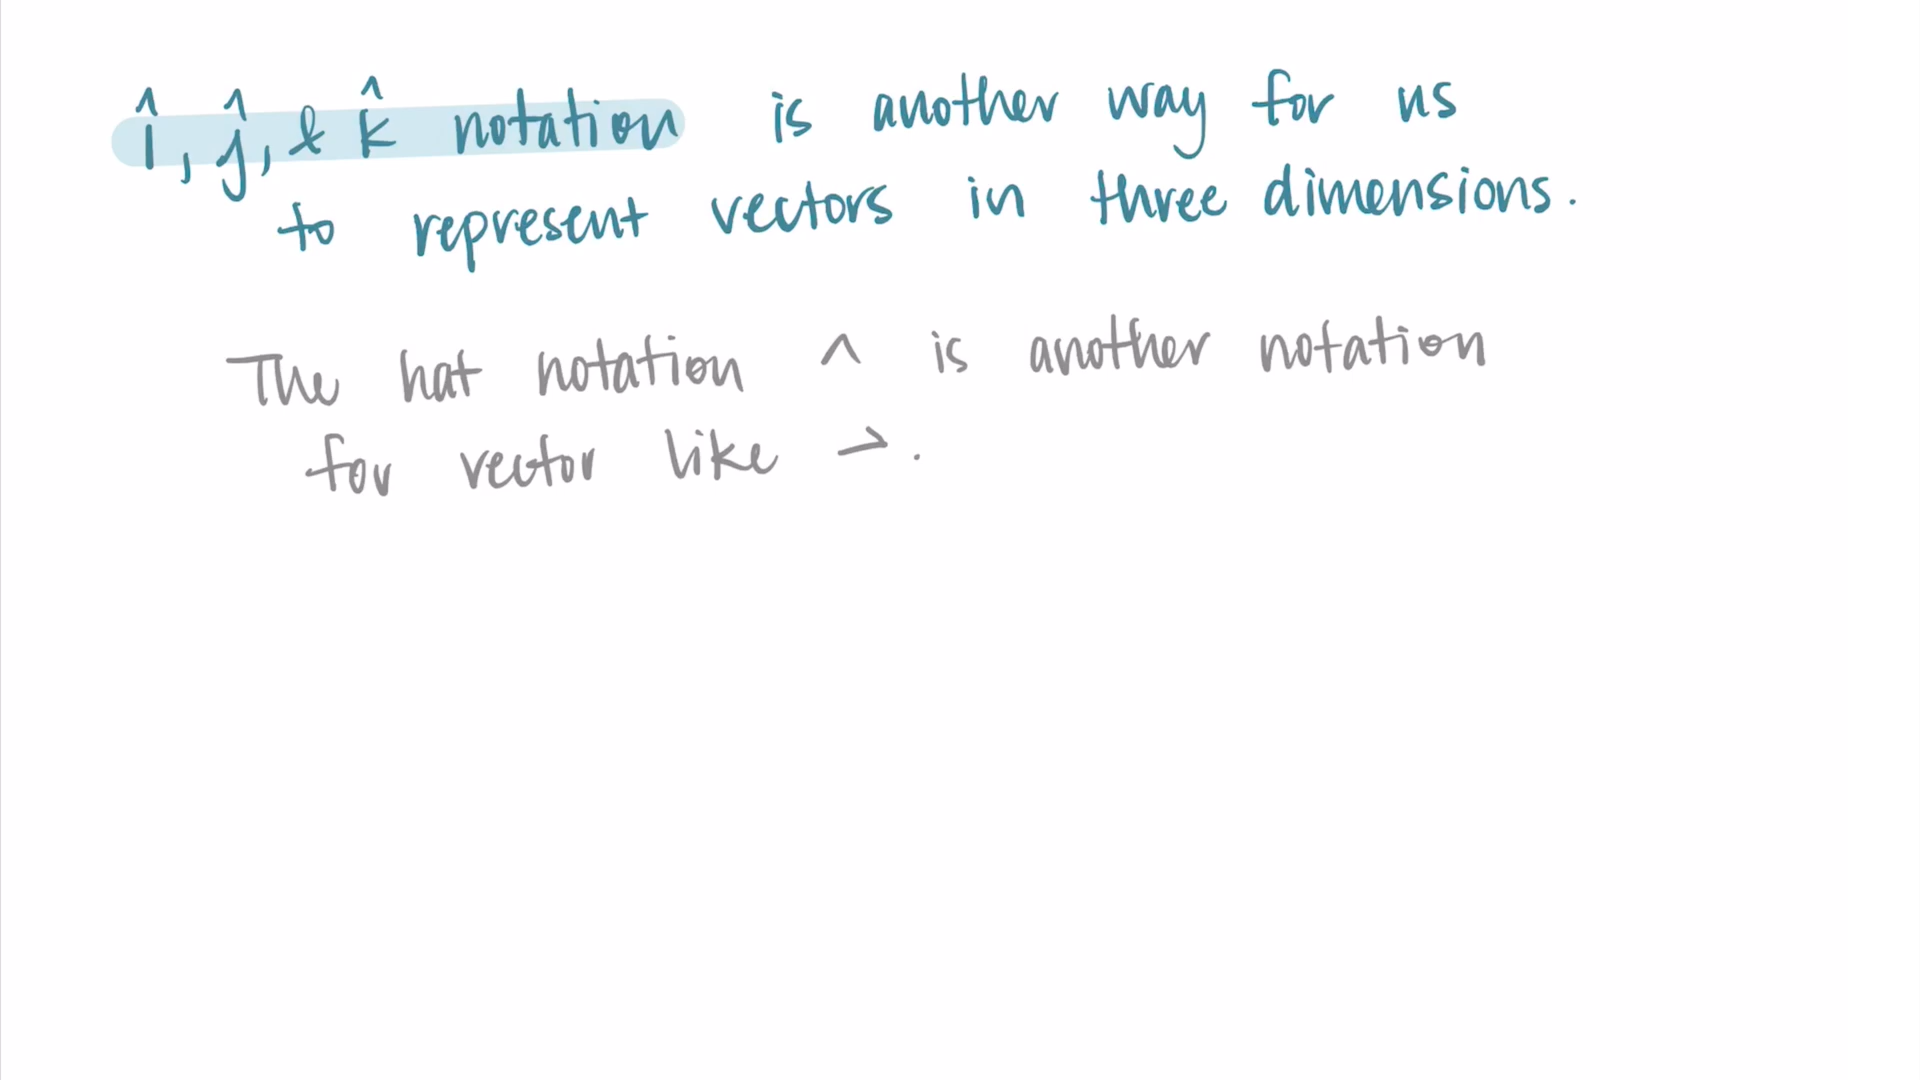 î, ĵ, & k̂ notation is another way for us
to represent vectors in three dimensions.
The hat notation ^ is another notation
for vector like ⇀.